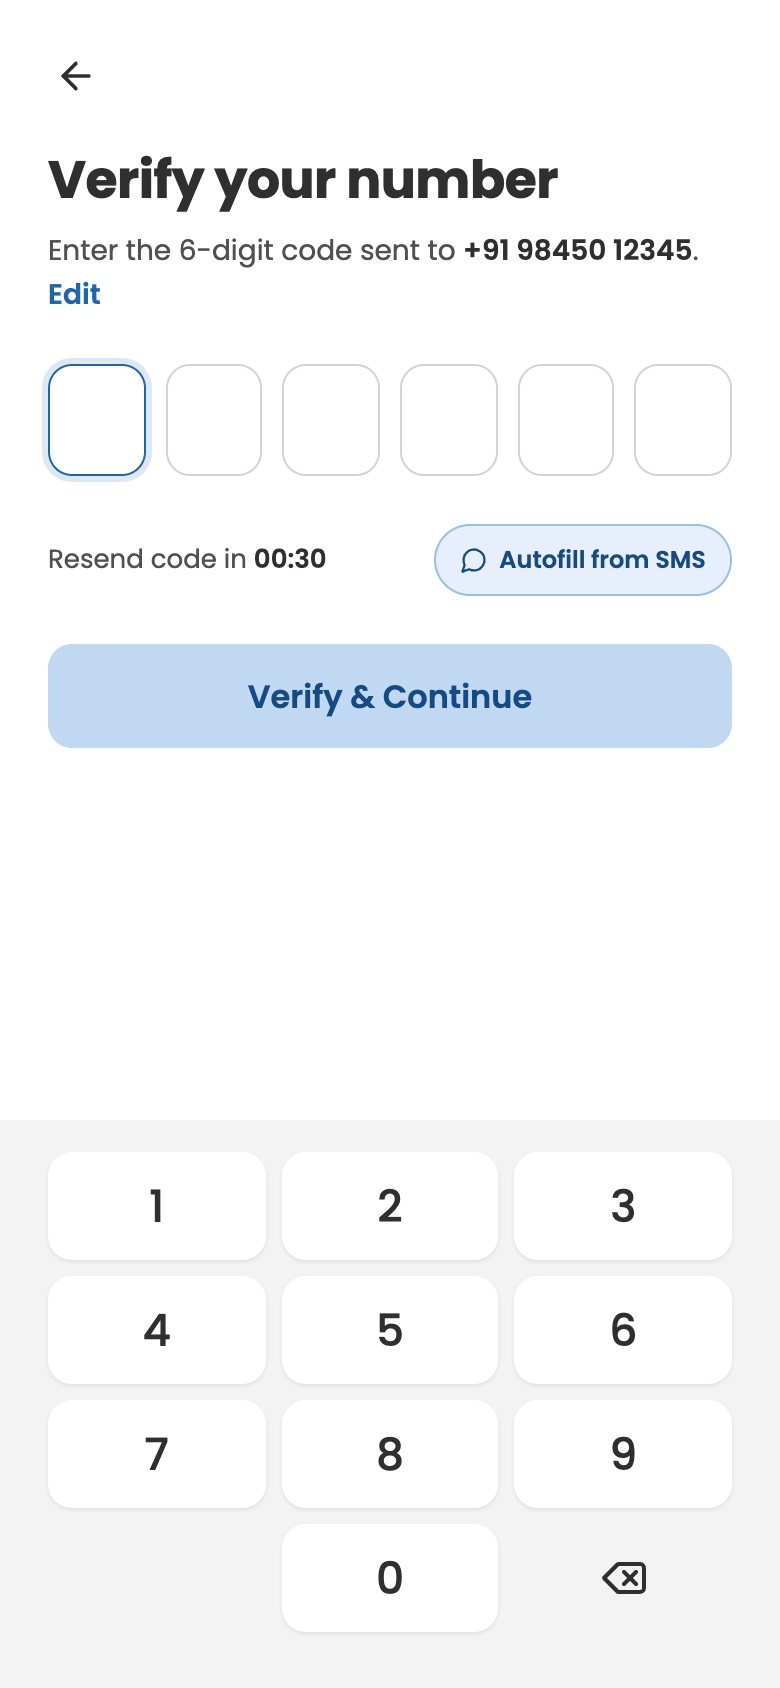 Verify your number
Enter the 6-digit code sent to +91 98450 12345.
Edit
Resend code in 00:30
Autofill from SMS
Verify & Continue
1 2 3
4 5 6
7 8 9
0